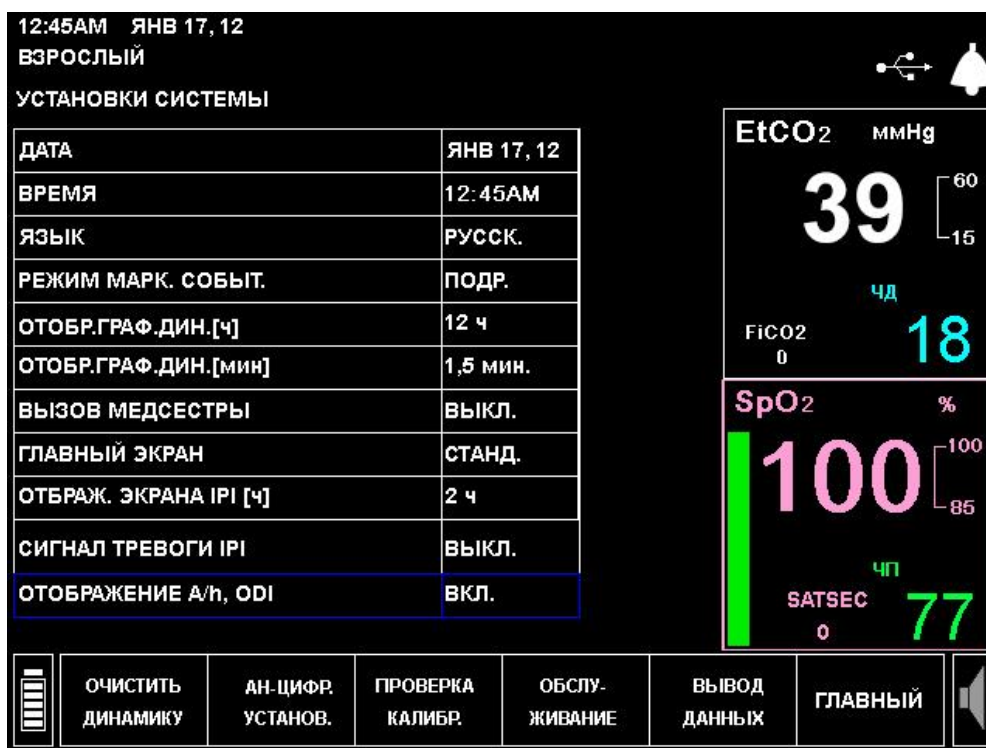 12:45AM ЯНВ 17, 12
ВЗРОСЛЫЙ
УСТАНОВКИ СИСТЕМЫ
ДАТА ЯНВ 17, 12
ВРЕМЯ 12:45AM
ЯЗЫК РУССК.
РЕЖИМ МАРК. СОБЫТ. ПОДР.
ОТОБР.ГРАФ.ДИН.[ч] 12 ч
ОТОБР.ГРАФ.ДИН.[мин] 1,5 мин.
ВЫЗОВ МЕДСЕСТРЫ ВЫКЛ.
ГЛАВНЫЙ ЭКРАН СТАНД.
ОТБРАЖ. ЭКРАНА IPI [ч] 2 ч
СИГНАЛ ТРЕВОГИ IPI ВЫКЛ.
ОТОБРАЖЕНИЕ A/h, ODI ВКЛ.
EtCO2 ммHg
39
60
15
ЧД
18
FiCO2
0
SpO2 %
100
100
85
ЧП
77
SATSEC
0
ОЧИСТИТЬ
ДИНАМИКУ
АН-ЦИФР.
УСТАНОВ.
ПРОВЕРКА
КАЛИБР.
ОБСЛУ-
ЖИВАНИЕ
ВЫВОД
ДАННЫХ
ГЛАВНЫЙ